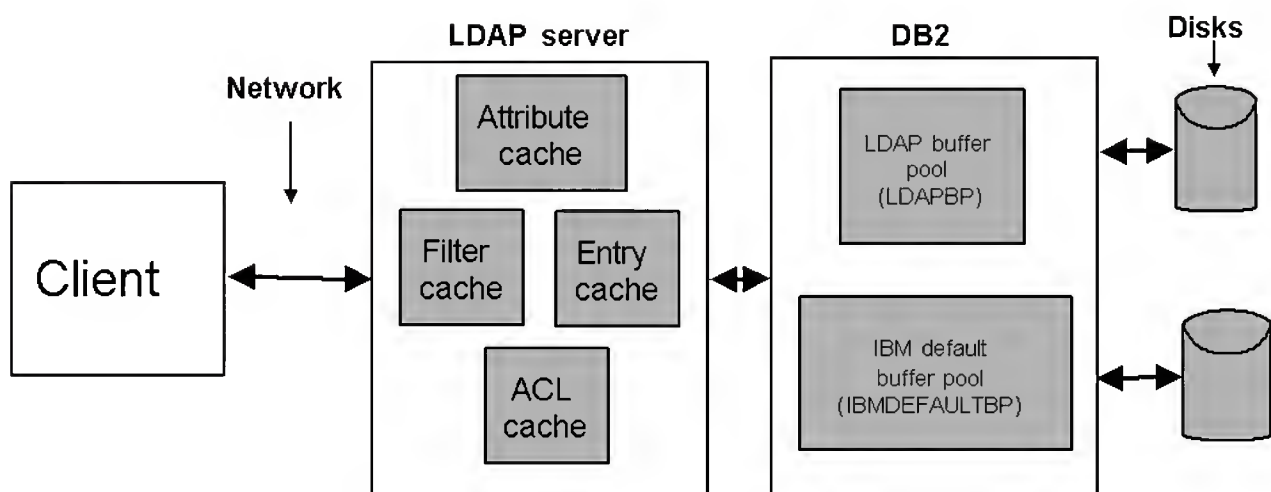 LDAP server
DB2
Disks
Network
Attribute
cache
Filter
cache
Entry
cache
ACL
cache
Client
LDAP buffer
pool
(LDAPBP)
IBM default
buffer pool
(IBMDEFAULTBP)